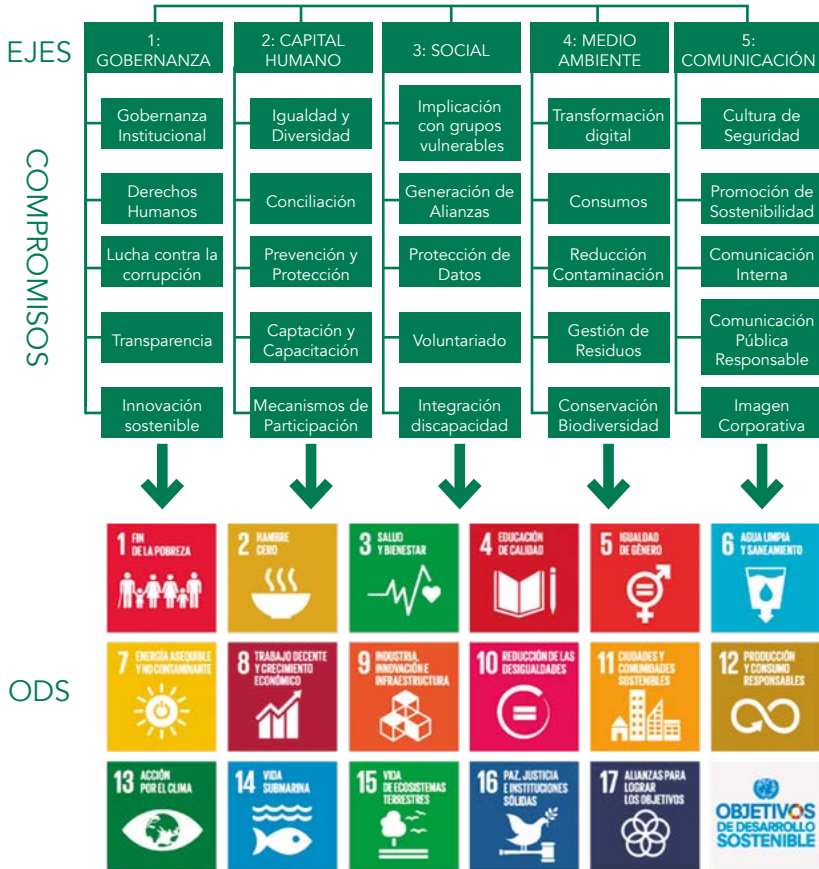 EJES
1:
GOBERNANZA
2: CAPITAL
HUMANO
3: SOCIAL
4: MEDIO
AMBIENTE
5:
COMUNICACIÓN
COMPROMISOS
Gobernanza
Institucional
Igualdad y
Diversidad
Implicación
con grupos
vulnerables
Transformación
digital
Cultura de
Seguridad
Derechos
Humanos
Conciliación
Generación de
Alianzas
Consumos
Promoción de
Sostenibilidad
Lucha contra la
corrupción
Prevención y
Protección
Protección de
Datos
Reducción
Contaminación
Comunicación
Interna
Transparencia
Captación y
Capacitación
Voluntariado
Gestión de
Residuos
Comunicación
Pública
Responsable
Innovación
sostenible
Mecanismos de
Participación
Integración
discapacidad
Conservación
Biodiversidad
Imagen
Corporativa
ODS
1 FIN
DE LA POBREZA
2 HAMBRE
CERO
3 SALUD
Y BIENESTAR
4 EDUCACIÓN
DE CALIDAD
5 IGUALDAD
DE GÉNERO
6 AGUA LIMPIA
Y SANEAMIENTO
7 ENERGÍA ASEQUIBLE
Y NO CONTAMINANTE
8 TRABAJO DECENTE
Y CRECIMIENTO
ECONÓMICO
9 INDUSTRIA,
INNOVACIÓN E
INFRAESTRUCTURA
10 REDUCCIÓN DE LAS
DESIGUALDADES
11 CIUDADES Y
COMUNIDADES
SOSTENIBLES
12 PRODUCCIÓN
Y CONSUMO
RESPONSABLES
13 ACCIÓN
POR EL CLIMA
14 VIDA
SUBMARINA
15 VIDA
DE ECOSISTEMAS
TERRESTRES
16 PAZ, JUSTICIA
E INSTITUCIONES
SÓLIDAS
17 ALIANZAS PARA
LOGRAR
LOS OBJETIVOS
OBJETIVOS
DE DESARROLLO
SOSTENIBLE